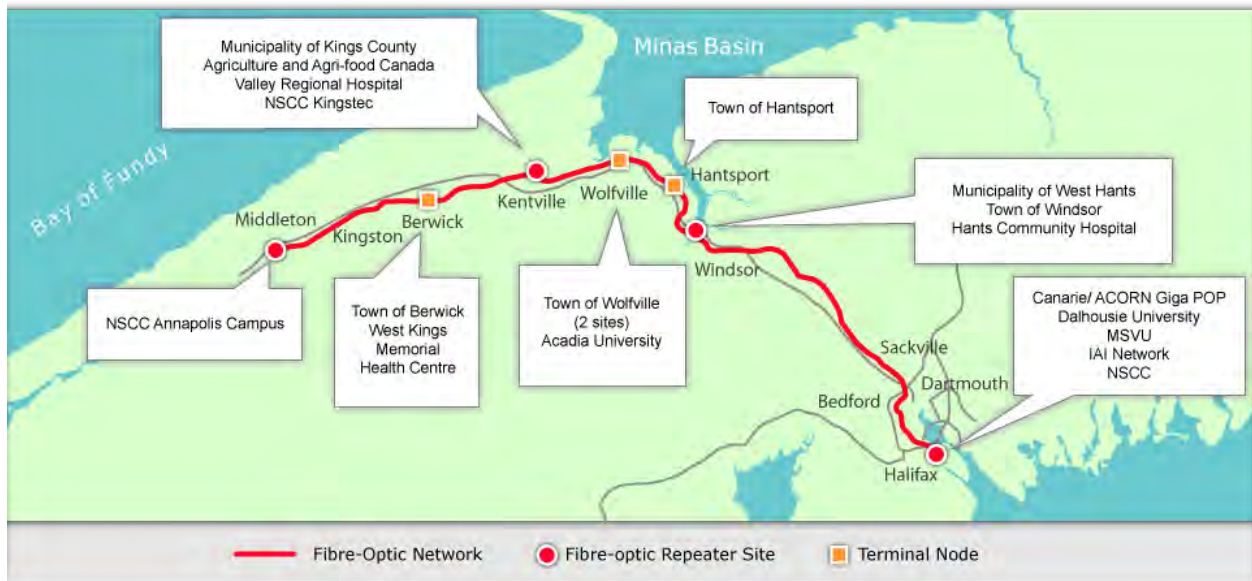 Municipality of Kings County
Agriculture and Agri-food Canada
Valley Regional Hospital
NSCC Kingstec
Minas Basin
Town of Hantsport
Bay of Fundy
Hantsport
Wolfville
Kentville
Berwick
Kingston
Middleton
Municipality of West Hants
Town of Windsor
Hants Community Hospital
Windsor
NSCC Annapolis Campus
Town of Berwick
West Kings
Memorial
Health Centre
Town of Wolfville
(2 sites)
Acadia University
Canarie/ ACORN Giga POP
Dalhousie University
MSVU
IAI Network
NSCC
Sackville
Dartmouth
Bedford
Halifax
Fibre-Optic Network
Fibre-optic Repeater Site
Terminal Node